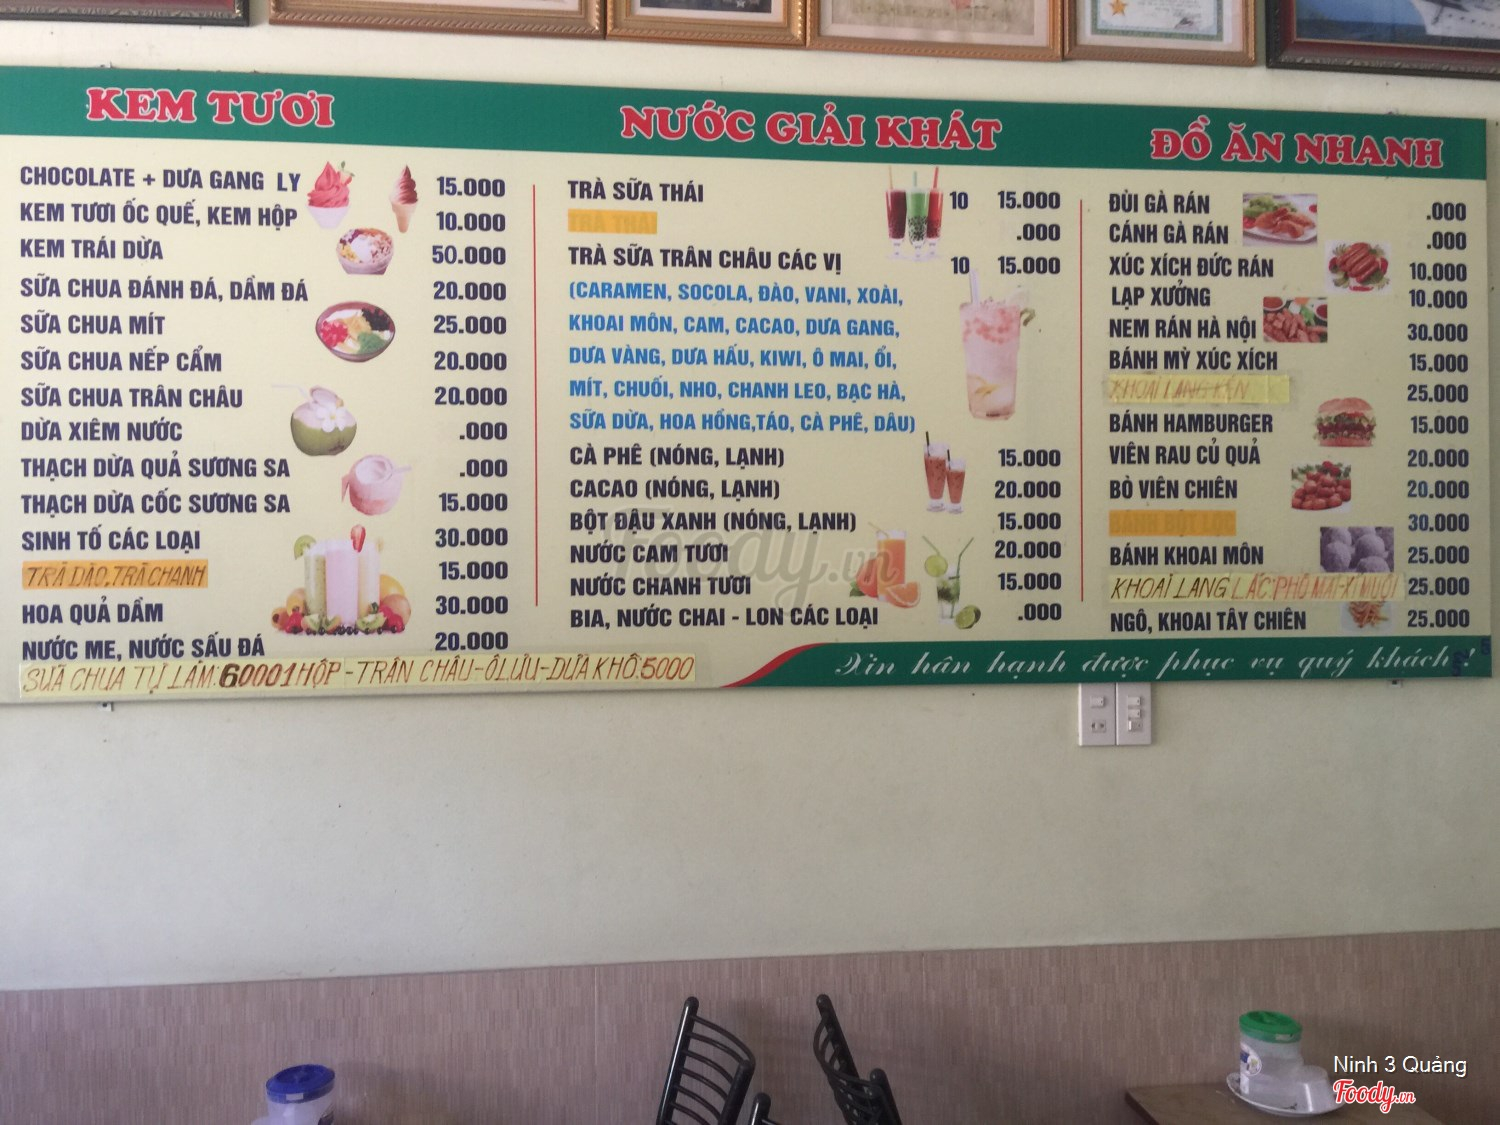 KEM TƯƠI
CHOCOLATE + DƯA GANG LY 15.000
KEM TƯƠI ỐC QUẾ, KEM HỘP 10.000
KEM TRÁI DỪA 50.000
SỮA CHUA ĐÁNH ĐÁ, DẦM ĐÁ 20.000
SỮA CHUA MÍT 25.000
SỮA CHUA NẾP CẨM 20.000
SỮA CHUA TRÂN CHÂU 20.000
DỪA XIÊM NƯỚC .000
THẠCH DỪA QUẢ SƯƠNG SA .000
THẠCH DỪA CỐC SƯƠNG SA 15.000
SINH TỐ CÁC LOẠI 30.000
TRÀ ĐÀO, TRÀ CHANH 15.000
HOA QUẢ DẦM 30.000
NƯỚC ME, NƯỚC SẤU ĐÁ 20.000
SỮA CHUA TỰ LÀM: 60001HỘP - TRÂN CHÂU - ÔLỦU - DỪA KHÔ: 5000
NƯỚC GIẢI KHÁT
TRÀ SỮA THÁI 10 15.000
TRÀ THÁI .000
TRÀ SỮA TRÂN CHÂU CÁC VỊ 10 15.000
(CARAMEN, SOCOLA, ĐÀO, VANI, XOÀI,
KHOAI MÔN, CAM, CACAO, DƯA GANG,
DƯA VÀNG, DƯA HẤU, KIWI, Ô MAI, ỔI,
MÍT, CHUỐI, NHO, CHANH LEO, BẠC HÀ,
SỮA DỪA, HOA HỒNG,TÁO, CÀ PHÊ, DÂU)
CÀ PHÊ (NÓNG, LẠNH) 15.000
CACAO (NÓNG, LẠNH) 20.000
BỘT ĐẬU XANH (NÓNG, LẠNH) 15.000
NƯỚC CAM TƯƠI 20.000
NƯỚC CHANH TƯƠI 15.000
BIA, NƯỚC CHAI - LON CÁC LOẠI .000
ĐỒ ĂN NHANH
ĐÙI GÀ RÁN .000
CÁNH GÀ RÁN .000
XÚC XÍCH ĐỨC RÁN 10.000
LẠP XƯỞNG 10.000
NEM RÁN HÀ NỘI 30.000
BÁNH MỲ XÚC XÍCH 15.000
KHOAI LANG KÉN 25.000
BÁNH HAMBURGER 15.000
VIÊN RAU CỦ QUẢ 20.000
BÒ VIÊN CHIÊN 20.000
BÁNH BỘT LỌC 30.000
BÁNH KHOAI MÔN 25.000
KHOAI LANG LẮC: PHÔ MAI-XÍ MUỘI 25.000
NGÔ, KHOAI TÂY CHIÊN 25.000
Xin hân hạnh được phục vụ quý khách!
Foody.vn
Ninh 3 Quảng
Foody.vn